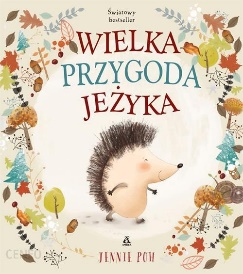 Światowy
bestseller
WIELKA
PRZYGODA
JEŻYKA
JENNIE POH